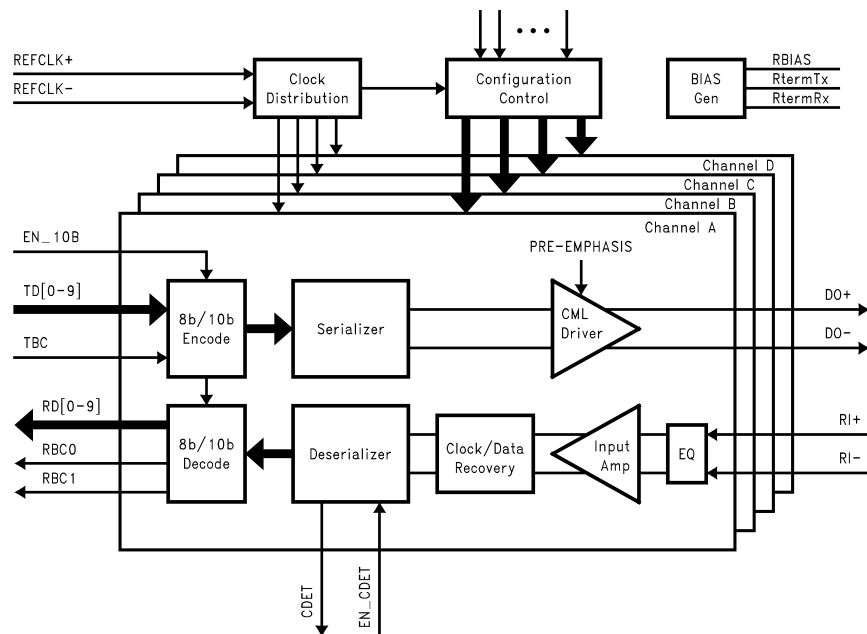 REFCLK+
REFCLK-
Clock
Distribution
Configuration
Control
BIAS
Gen
RBIAS
RtermTx
RtermRx
Channel D
Channel C
Channel B
Channel A
EN_10B
PRE-EMPHASIS
TD[0-9]
TBC
8b/10b
Encode
Serializer
CML
Driver
DO+
DO-
RD[0-9]
RBC0
RBC1
8b/10b
Decode
Deserializer
Clock/Data
Recovery
Input
Amp
EQ
RI+
RI-
CDET
EN_CDET